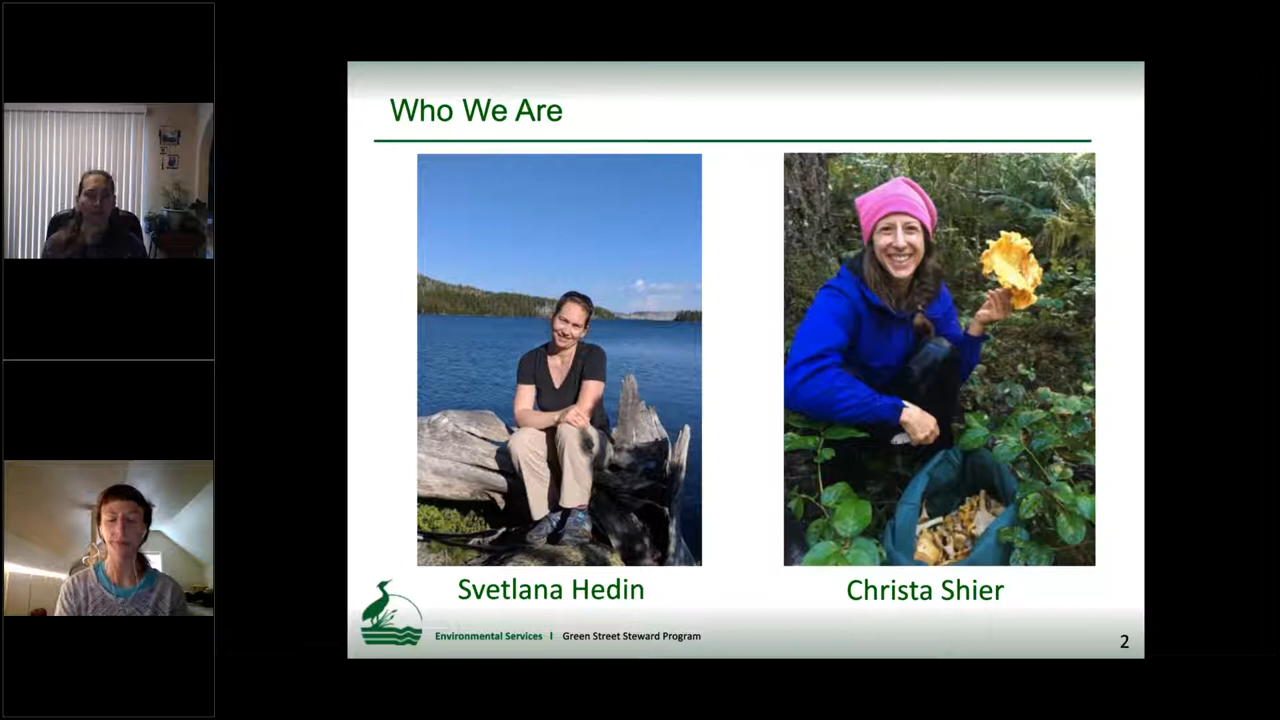 Who We Are
Svetlana Hedin
Christa Shier
Environmental Services | Green Street Steward Program
2